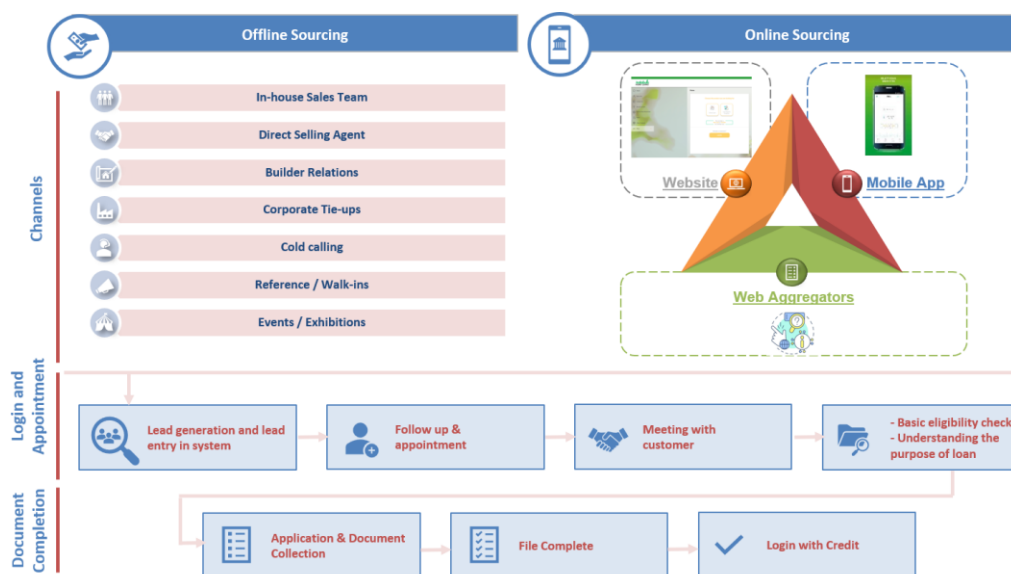 Offline Sourcing
Online Sourcing
Channels
In-house Sales Team
Direct Selling Agent
Builder Relations
Corporate Tie-ups
Cold calling
Reference / Walk-ins
Events / Exhibitions
Website
Mobile App
Web Aggregators
Login and
Appointment
Lead generation and lead
entry in system
Follow up &
appointment
Meeting with
customer
- Basic eligibility check
- Understanding the
purpose of loan
Document
Completion
Application & Document
Collection
File Complete
Login with Credit